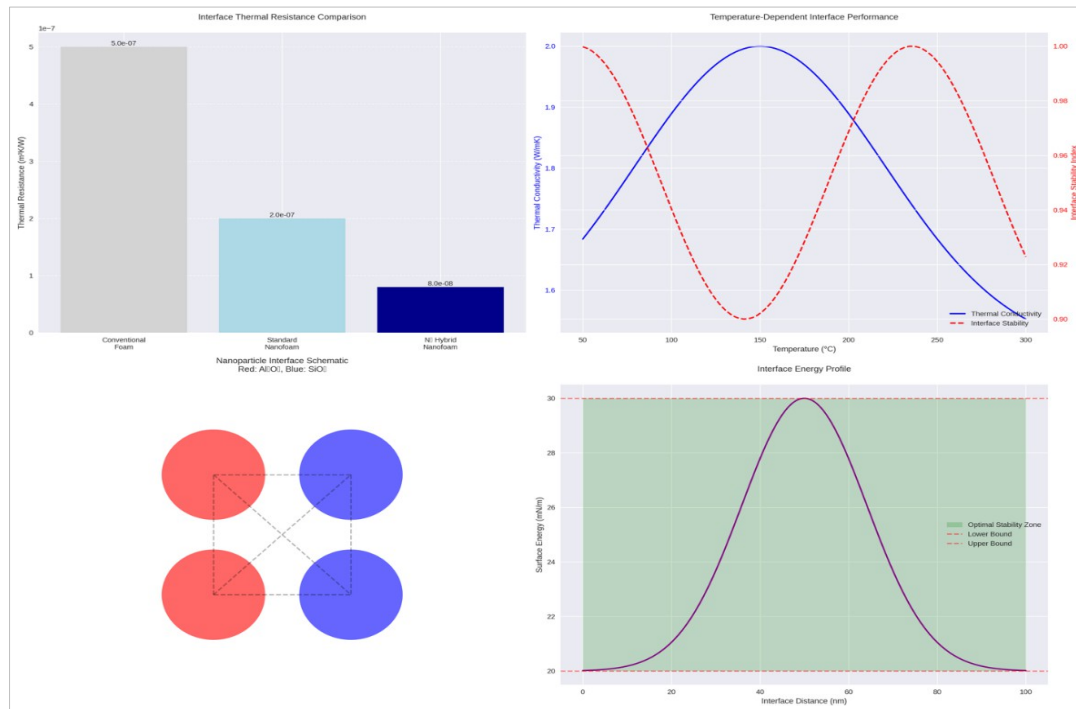 Interface Thermal Resistance Comparison
1e−7
5.0e-07
2.0e-07
8.0e-08
5
4
3
2
1
0
Thermal Resistance (m²K/W)
Conventional
Foam
Standard
Nanofoam
N▯ Hybrid
Nanofoam
Temperature-Dependent Interface Performance
2.0
1.9
1.8
1.7
1.6
Thermal Conductivity (W/mK)
1.00
0.98
0.96
0.94
0.92
0.90
Interface Stability Index
Thermal Conductivity
Interface Stability
50 100 150 200 250 300
Temperature (°C)
Nanoparticle Interface Schematic
Red: Al▯O▯, Blue: SiO▯
Interface Energy Profile
30
28
26
24
22
20
Surface Energy (mN/m)
Optimal Stability Zone
Lower Bound
Upper Bound
0 20 40 60 80 100
Interface Distance (nm)